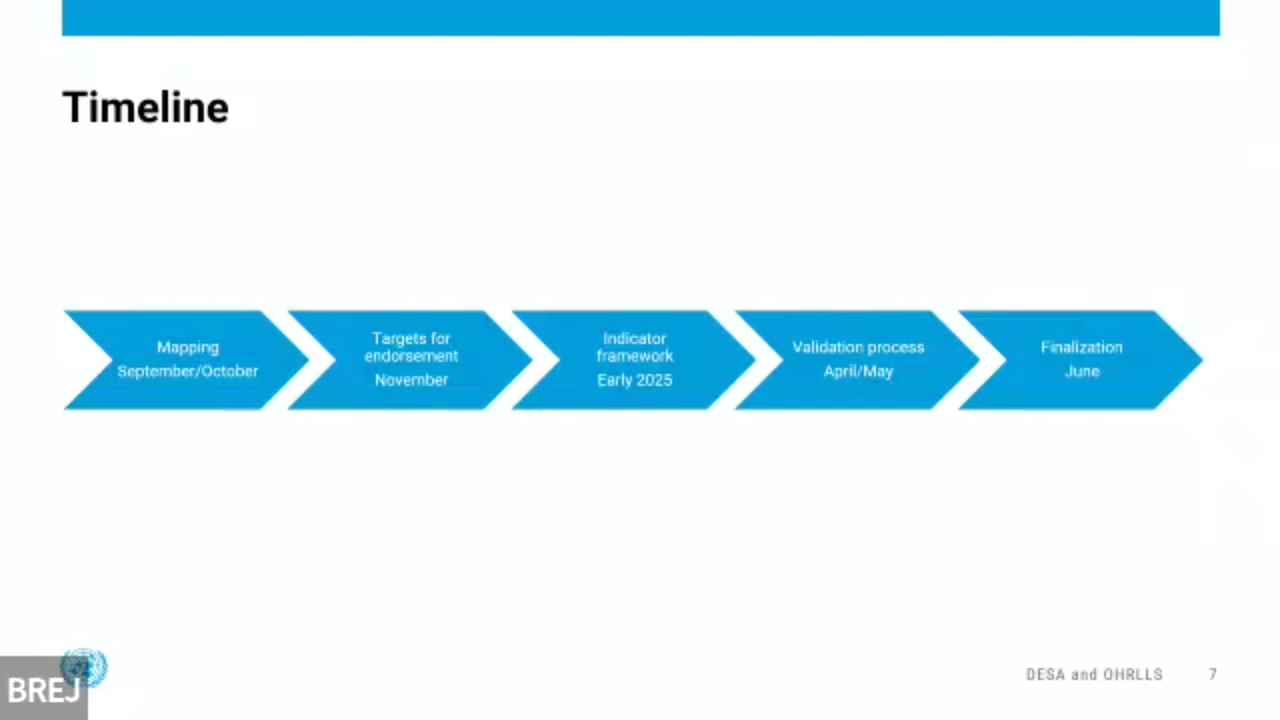 Timeline
Mapping
September/October
Targets for
endorsement
November
Indicator
framework
Early 2025
Validation process
April/May
Finalization
June
BREJ
DESA and OHRLLS
7